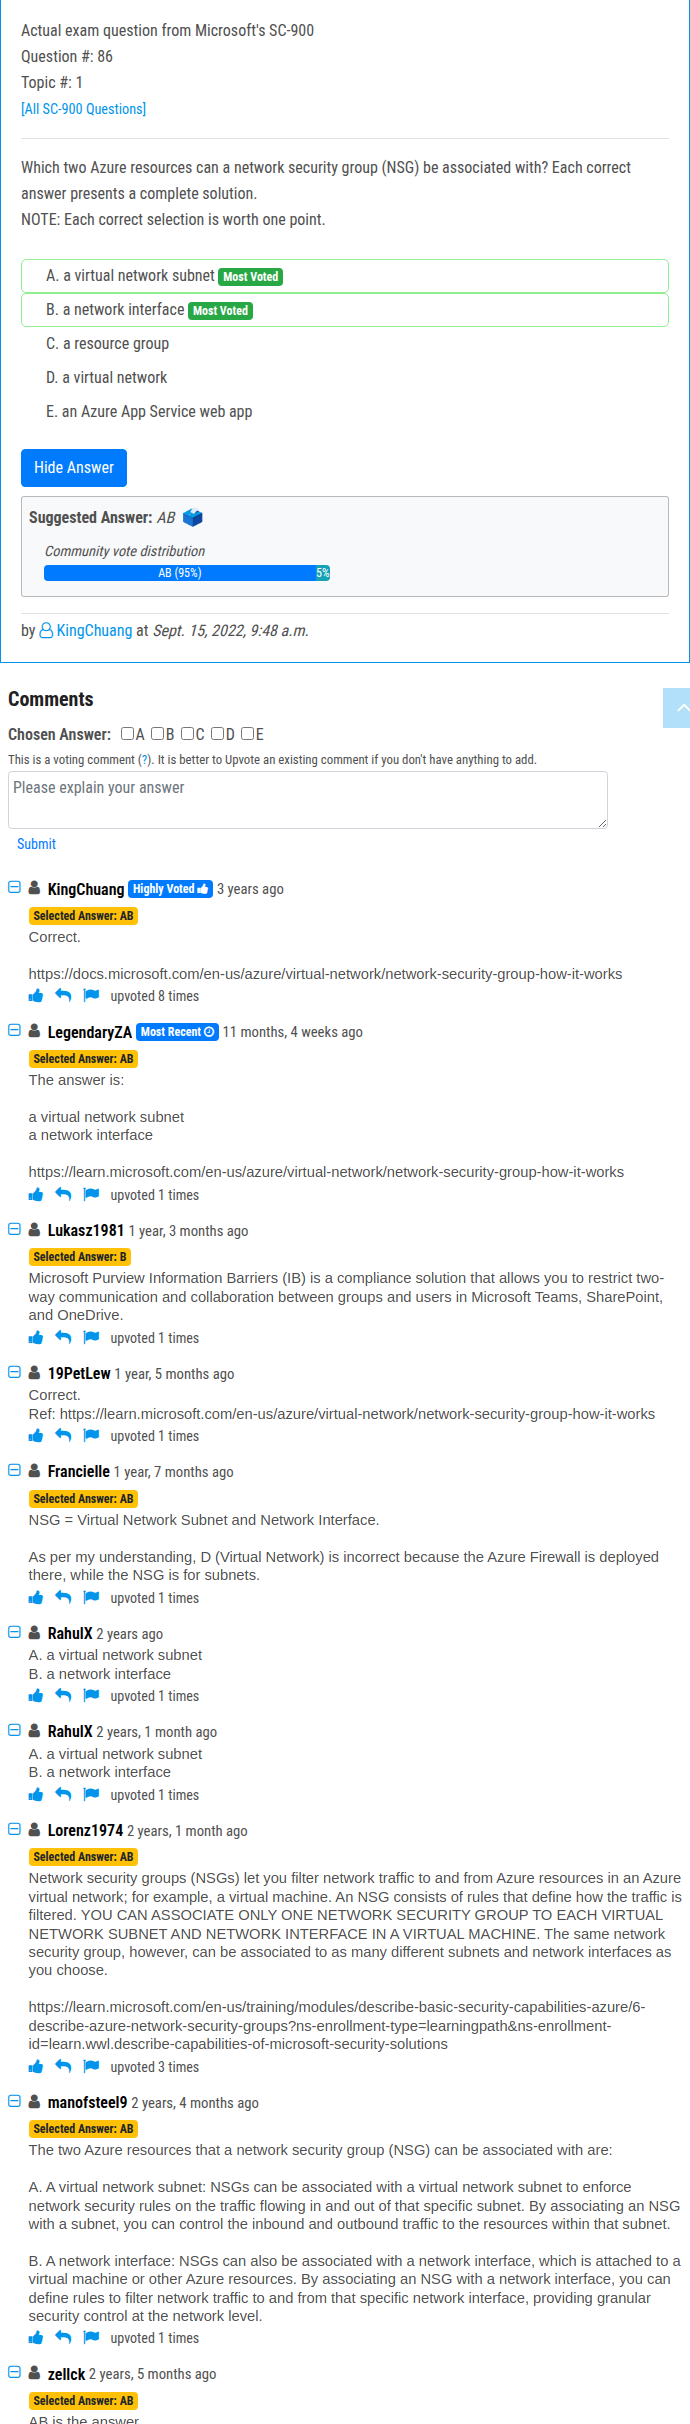 Actual exam question from Microsoft's SC-900
Question #: 86
Topic #: 1
[All SC-900 Questions]
Which two Azure resources can a network security group (NSG) be associated with? Each correct
answer presents a complete solution.
NOTE: Each correct selection is worth one point.
A. a virtual network subnet Most Voted
B. a network interface Most Voted
C. a resource group
D. a virtual network
E. an Azure App Service web app
Hide Answer
Suggested Answer: AB
Community vote distribution
AB (95%) 5%
by KingChuang at Sept. 15, 2022, 9:48 a.m.
Comments
Chosen Answer: A B C D E
This is a voting comment (?). It is better to Upvote an existing comment if you don't have anything to add.
Please explain your answer
Submit
KingChuang Highly Voted 3 years ago
Selected Answer: AB
Correct.
https://docs.microsoft.com/en-us/azure/virtual-network/network-security-group-how-it-works
upvoted 8 times
LegendaryZA Most Recent 11 months, 4 weeks ago
Selected Answer: AB
The answer is:
a virtual network subnet
a network interface
https://learn.microsoft.com/en-us/azure/virtual-network/network-security-group-how-it-works
upvoted 1 times
Lukasz1981 1 year, 3 months ago
Selected Answer: B
Microsoft Purview Information Barriers (IB) is a compliance solution that allows you to restrict two-
way communication and collaboration between groups and users in Microsoft Teams, SharePoint,
and OneDrive.
upvoted 1 times
19PetLew 1 year, 5 months ago
Correct.
Ref: https://learn.microsoft.com/en-us/azure/virtual-network/network-security-group-how-it-works
upvoted 1 times
Francielle 1 year, 7 months ago
Selected Answer: AB
NSG = Virtual Network Subnet and Network Interface.
As per my understanding, D (Virtual Network) is incorrect because the Azure Firewall is deployed
there, while the NSG is for subnets.
upvoted 1 times
RahulX 2 years ago
A. a virtual network subnet
B. a network interface
upvoted 1 times
RahulX 2 years, 1 month ago
A. a virtual network subnet
B. a network interface
upvoted 1 times
Lorenz1974 2 years, 1 month ago
Selected Answer: AB
Network security groups (NSGs) let you filter network traffic to and from Azure resources in an Azure
virtual network; for example, a virtual machine. An NSG consists of rules that define how the traffic is
filtered. YOU CAN ASSOCIATE ONLY ONE NETWORK SECURITY GROUP TO EACH VIRTUAL
NETWORK SUBNET AND NETWORK INTERFACE IN A VIRTUAL MACHINE. The same network
security group, however, can be associated to as many different subnets and network interfaces as
you choose.
https://learn.microsoft.com/en-us/training/modules/describe-basic-security-capabilities-azure/6-
describe-azure-network-security-groups?ns-enrollment-type=learningpath&ns-enrollment-
id=learn.wwl.describe-capabilities-of-microsoft-security-solutions
upvoted 3 times
manofsteel9 2 years, 4 months ago
Selected Answer: AB
The two Azure resources that a network security group (NSG) can be associated with are:
A. A virtual network subnet: NSGs can be associated with a virtual network subnet to enforce
network security rules on the traffic flowing in and out of that specific subnet. By associating an NSG
with a subnet, you can control the inbound and outbound traffic to the resources within that subnet.
B. A network interface: NSGs can also be associated with a network interface, which is attached to a
virtual machine or other Azure resources. By associating an NSG with a network interface, you can
define rules to filter network traffic to and from that specific network interface, providing granular
security control at the network level.
upvoted 1 times
zellck 2 years, 5 months ago
Selected Answer: AB
AB is the answer